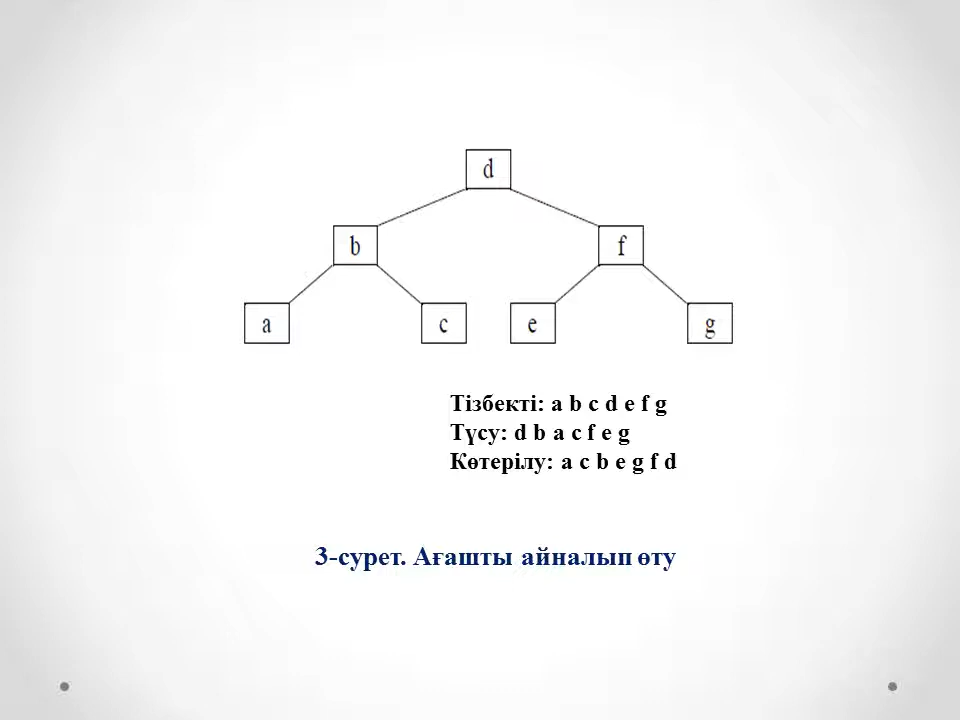 d
b
f
a
c
e
g
Тізбекті: a b c d e f g
Түсу: d b a c f e g
Көтерілу: a c b e g f d
3-сурет. Ағашты айналып өту